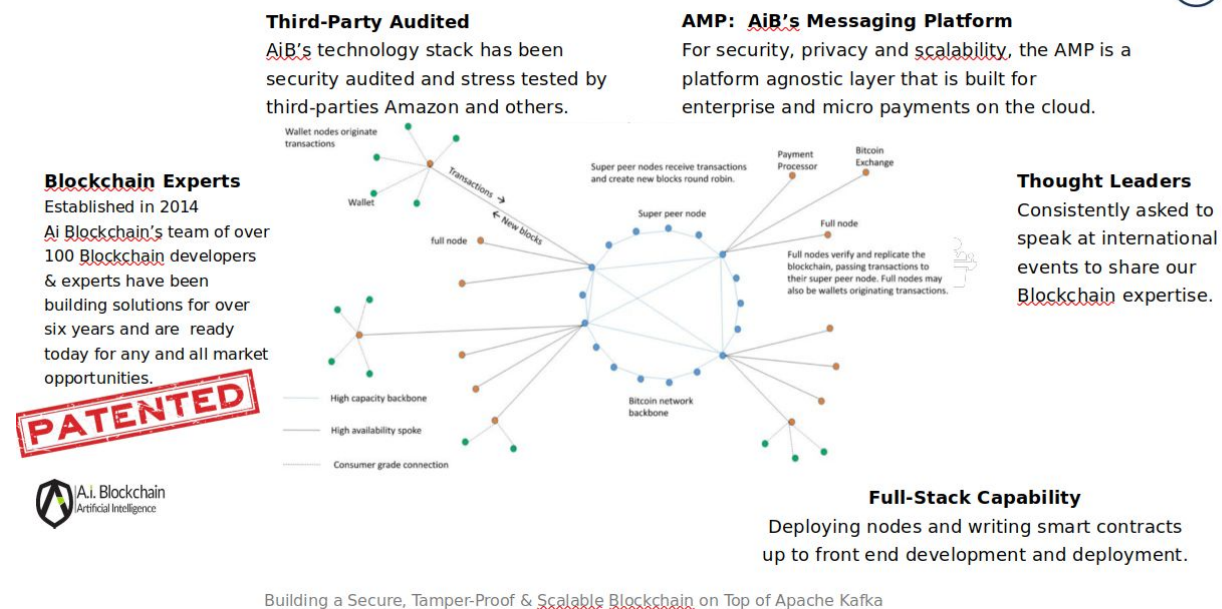 Third-Party Audited
AiB's technology stack has been
security audited and stress tested by
third-parties Amazon and others.
AMP:  AiB's Messaging Platform
For security, privacy and scalability, the AMP is a
platform agnostic layer that is built for
enterprise and micro payments on the cloud.
Blockchain Experts
Established in 2014
Ai Blockchain's team of over
100 Blockchain developers
& experts have been
building solutions for over
six years and are  ready
today for any and all market
opportunities.
PATENTED
A.I. Blockchain
Artificial Intelligence
Wallet nodes originate
transactions
Wallet
Transactions →
← New blocks
full node
Super peer nodes receive transactions
and create new blocks round robin.
Super peer node
Payment
Processor
Bitcoin
Exchange
Full node
Full nodes verify and replicate the
blockchain, passing transactions to
their super peer node. Full nodes may
also be wallets originating transactions.
Bitcoin network
backbone
High capacity backbone
High availability spoke
Consumer grade connection
Thought Leaders
Consistently asked to
speak at international
events to share our
Blockchain expertise.
Full-Stack Capability
Deploying nodes and writing smart contracts
up to front end development and deployment.
Building a Secure, Tamper-Proof & Scalable Blockchain on Top of Apache Kafka